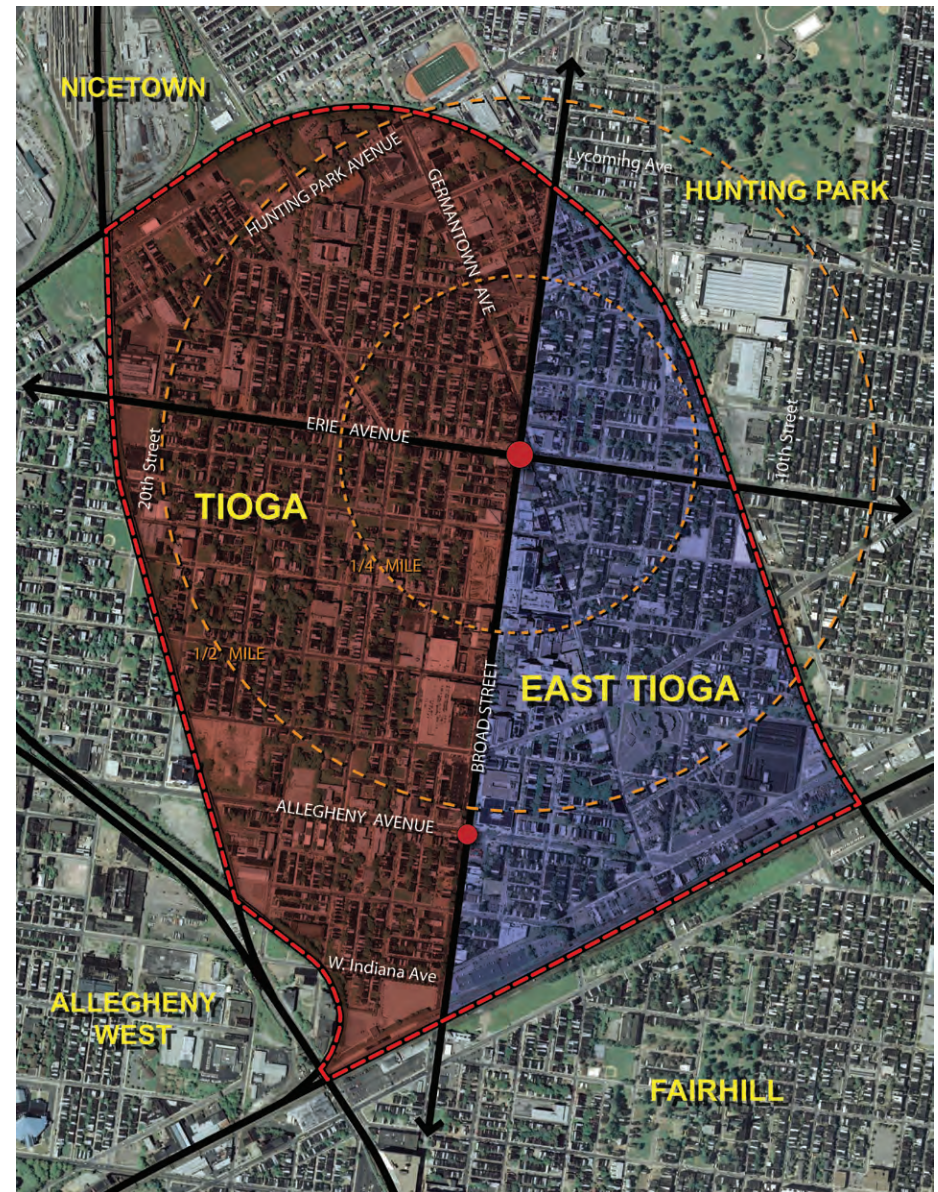 NICETOWN
HUNTING PARK AVENUE
GERMANTOWN AVE
Lycoming Ave
HUNTING PARK
ERIE AVENUE
20th Street
10th Street
TIOGA
1/4 MILE
1/2 MILE
EAST TIOGA
BROAD STREET
ALLEGHENY AVENUE
W. Indiana Ave
ALLEGHENY
WEST
FAIRHILL